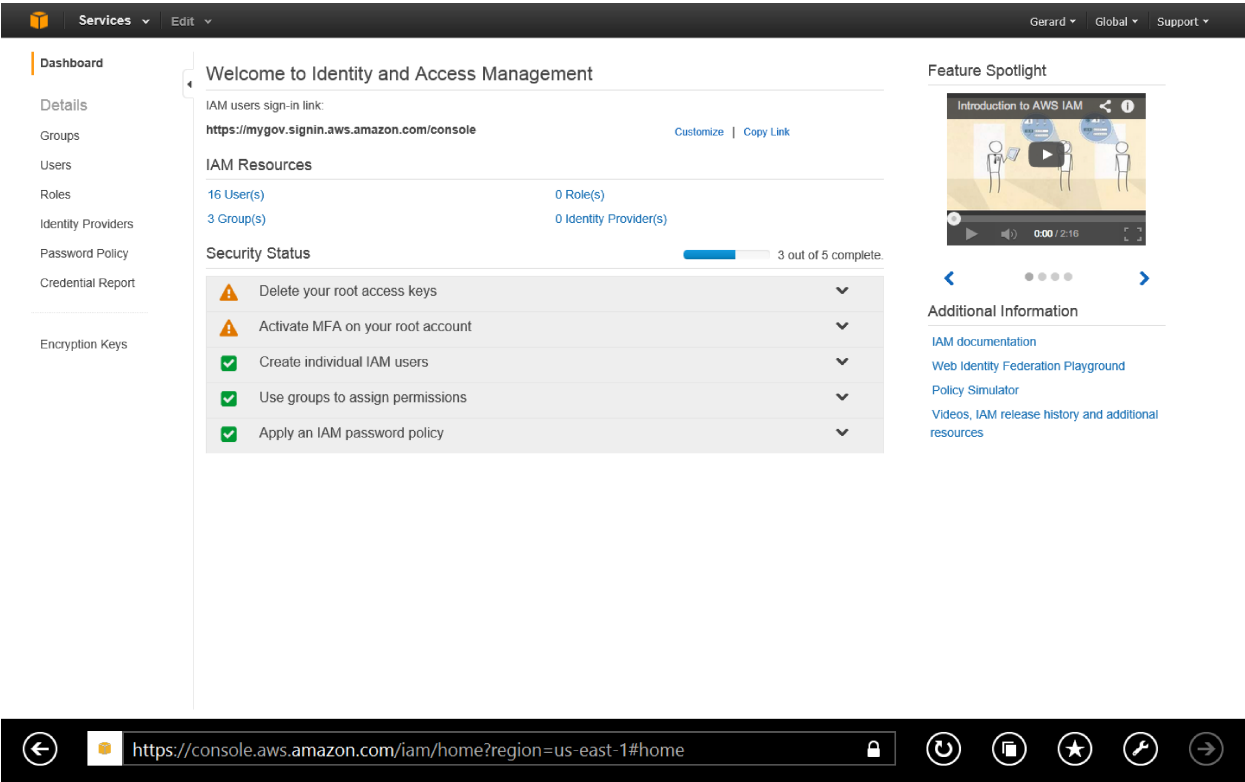 Services Edit Gerard Global Support
Dashboard
Details
Groups
Users
Roles
Identity Providers
Password Policy
Credential Report
Encryption Keys
Welcome to Identity and Access Management
IAM users sign-in link:
https://mygov.signin.aws.amazon.com/console Customize | Copy Link
IAM Resources
16 User(s) 0 Role(s)
3 Group(s) 0 Identity Provider(s)
Security Status 3 out of 5 complete.
Delete your root access keys
Activate MFA on your root account
Create individual IAM users
Use groups to assign permissions
Apply an IAM password policy
Feature Spotlight
Introduction to AWS IAM
0:00 / 2:16
Additional Information
IAM documentation
Web Identity Federation Playground
Policy Simulator
Videos, IAM release history and additional
resources
https://console.aws.amazon.com/iam/home?region=us-east-1#home